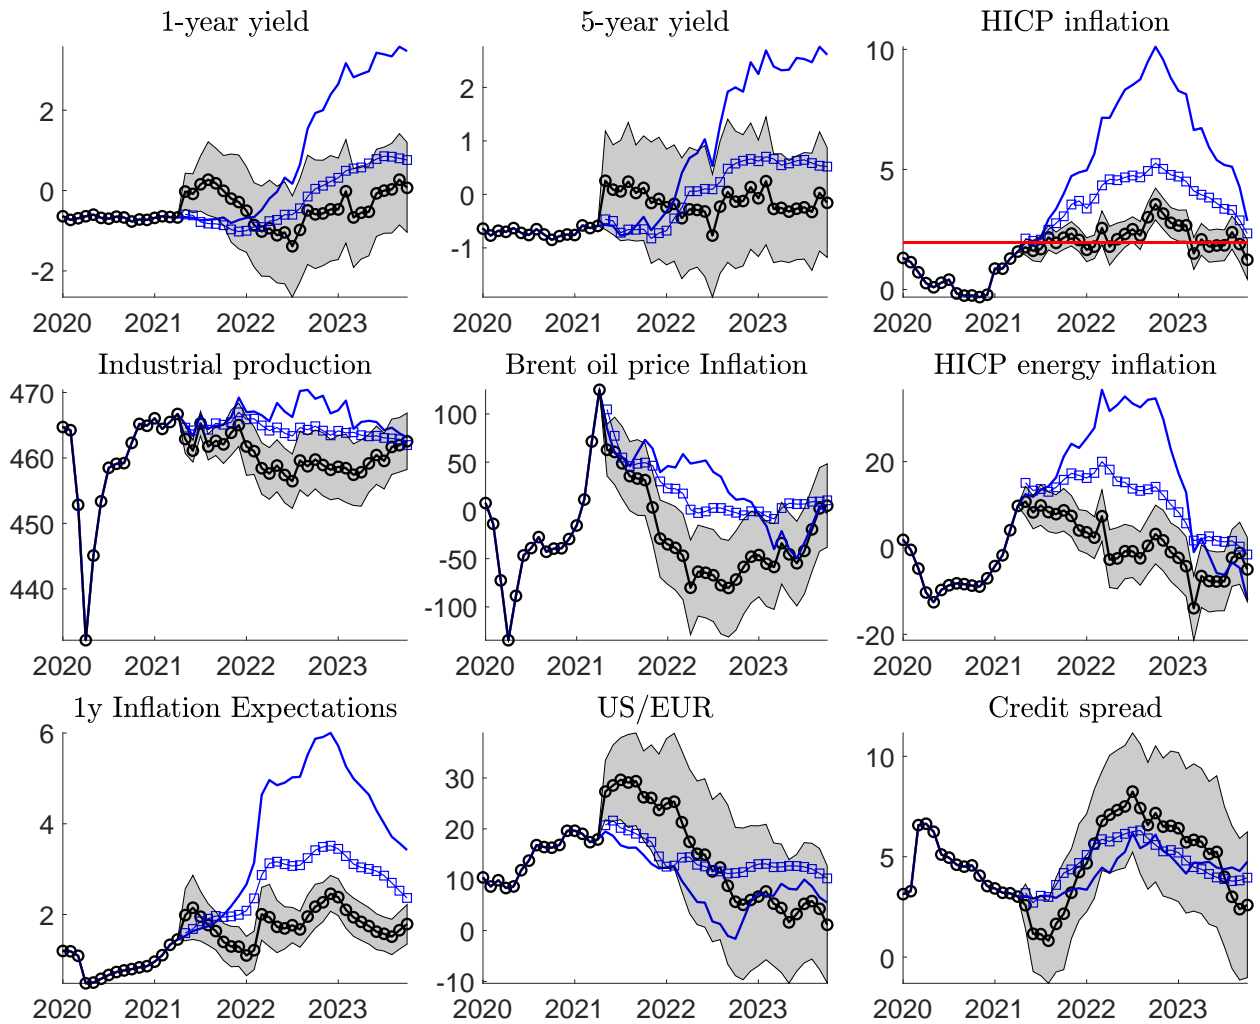 1-year yield
5-year yield
HICP inflation
2
0
-2
2
1
0
-1
10
5
0
2020 2021 2022 2023
2020 2021 2022 2023
2020 2021 2022 2023
Industrial production
Brent oil price Inflation
HICP energy inflation
470
460
450
440
100
50
0
-50
-100
20
0
-20
2020 2021 2022 2023
2020 2021 2022 2023
2020 2021 2022 2023
1y Inflation Expectations
US/EUR
Credit spread
6
4
2
30
20
10
0
-10
10
5
0
2020 2021 2022 2023
2020 2021 2022 2023
2020 2021 2022 2023